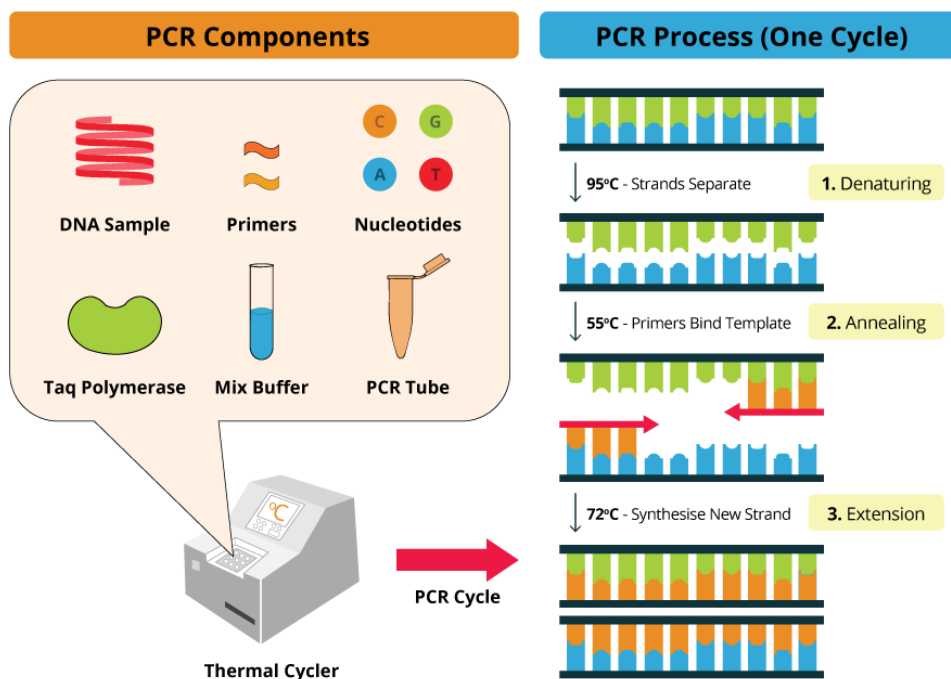 PCR Components
C
G
A
T
DNA Sample
Primers
Nucleotides
Taq Polymerase
Mix Buffer
PCR Tube
ºC
Thermal Cycler
PCR Cycle
PCR Process (One Cycle)
95ºC - Strands Separate
1. Denaturing
55ºC - Primers Bind Template
2. Annealing
72ºC - Synthesise New Strand
3. Extension